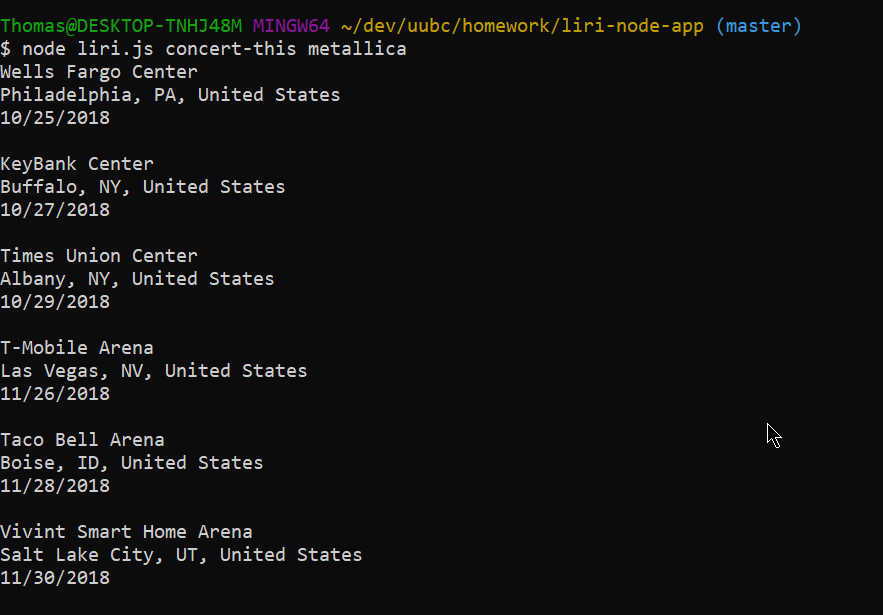 Thomas@DESKTOP-TNHJ48M MINGW64 ~/dev/uubc/homework/liri-node-app (master)
$ node liri.js concert-this metallica
Wells Fargo Center
Philadelphia, PA, United States
10/25/2018

KeyBank Center
Buffalo, NY, United States
10/27/2018

Times Union Center
Albany, NY, United States
10/29/2018

T-Mobile Arena
Las Vegas, NV, United States
11/26/2018

Taco Bell Arena
Boise, ID, United States
11/28/2018

Vivint Smart Home Arena
Salt Lake City, UT, United States
11/30/2018